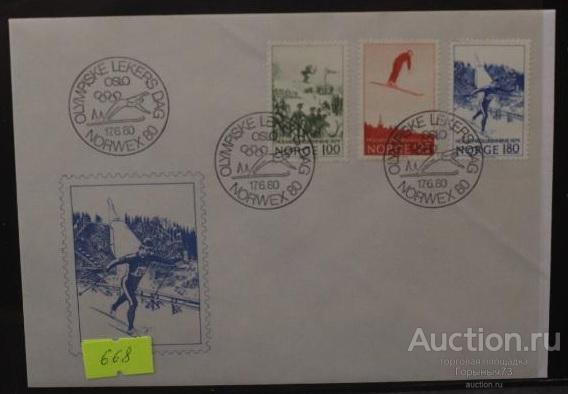 OLYMPISKE LEKERS DAG
OSLO
17.6.80
NORWEX 80
NORGE 100
NORGE
NORGE 180
OLYMPISKE LEKERS DAG
OSLO
17.6.80
NORWEX 80
OLYMPISKE LEKERS DAG
OSLO
17.6.80
NORWEX 80
668
Auction.ru
торговая площадка
Горыныч73
auction.ru